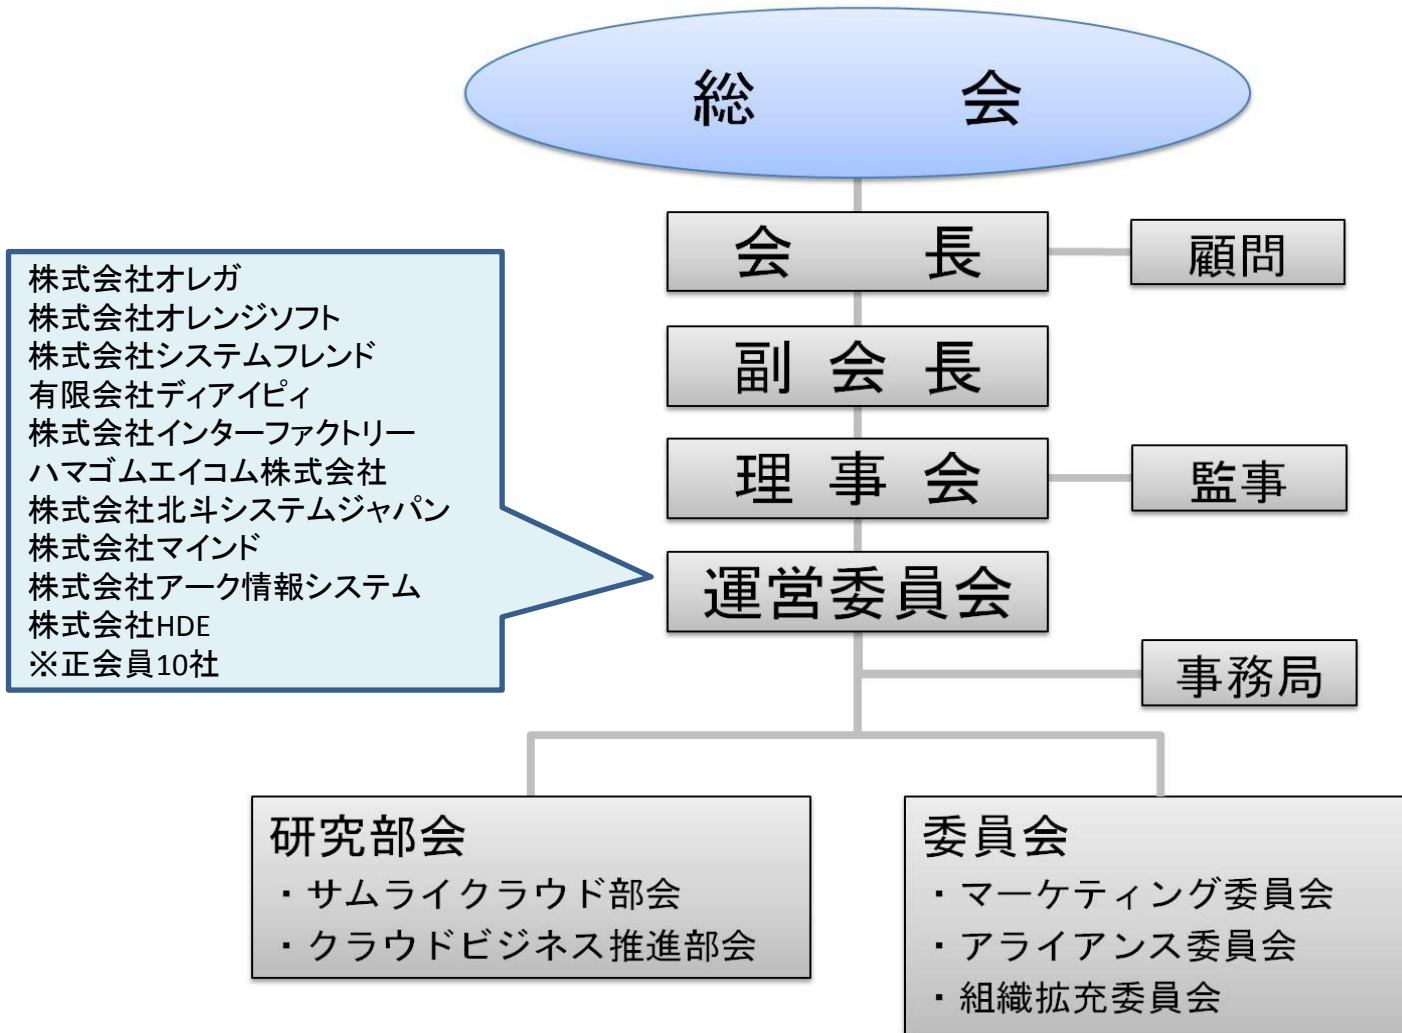 総 会
会 長
顧問
副 会 長
理 事 会
監事
運営委員会
事務局
株式会社オレガ
株式会社オレンジソフト
株式会社システムフレンド
有限会社ディアイピィ
株式会社インターファクトリー
ハマゴムエイコム株式会社
株式会社北斗システムジャパン
株式会社マインド
株式会社アーク情報システム
株式会社HDE
※正会員10社
研究部会
・サムライクラウド部会
・クラウドビジネス推進部会
委員会
・マーケティング委員会
・アライアンス委員会
・組織拡充委員会